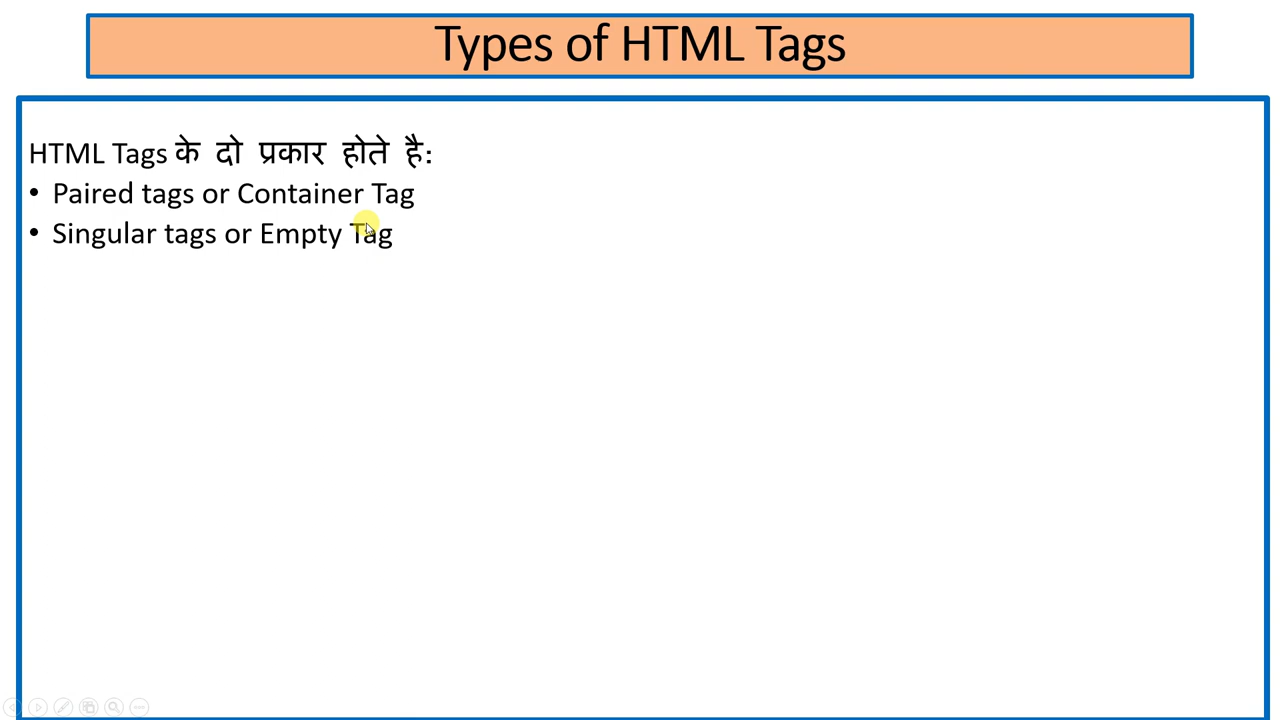 Types of HTML Tags
HTML Tags के दो प्रकार होते है:
• Paired tags or Container Tag
• Singular tags or Empty Tag